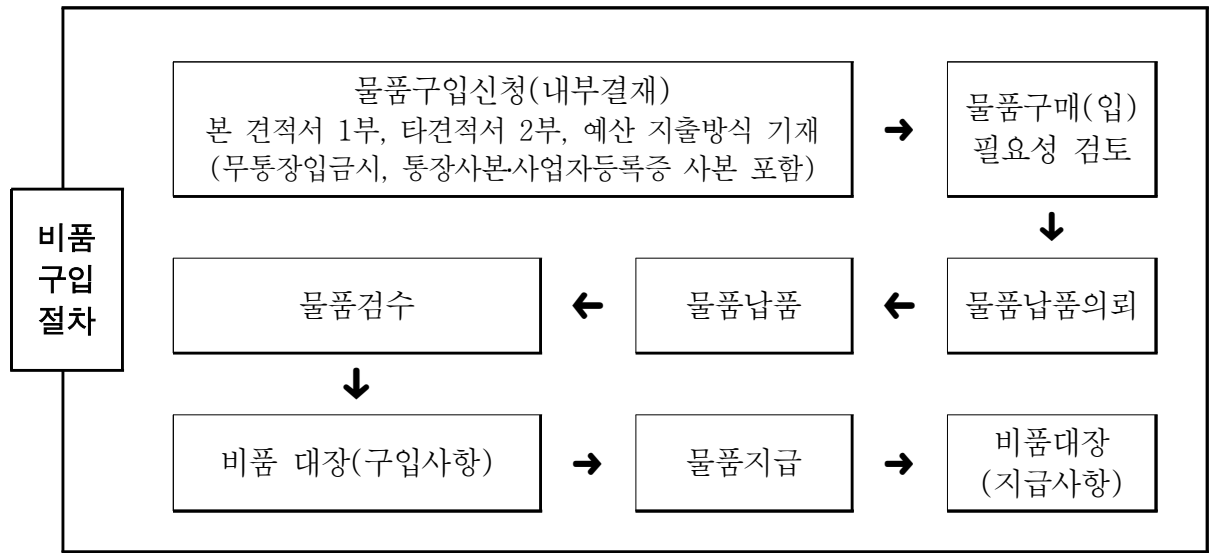 비품
구입
절차
물품구입신청(내부결재)
본 견적서 1부, 타견적서 2부, 예산 지출방식 기재
(무통장입금시, 통장사본·사업자등록증 사본 포함)
➜
물품구매(입)
필요성 검토
↓
물품납품의뢰
←
물품납품
←
물품검수
↓
비품 대장(구입사항)
➜
물품지급
➜
비품대장
(지급사항)